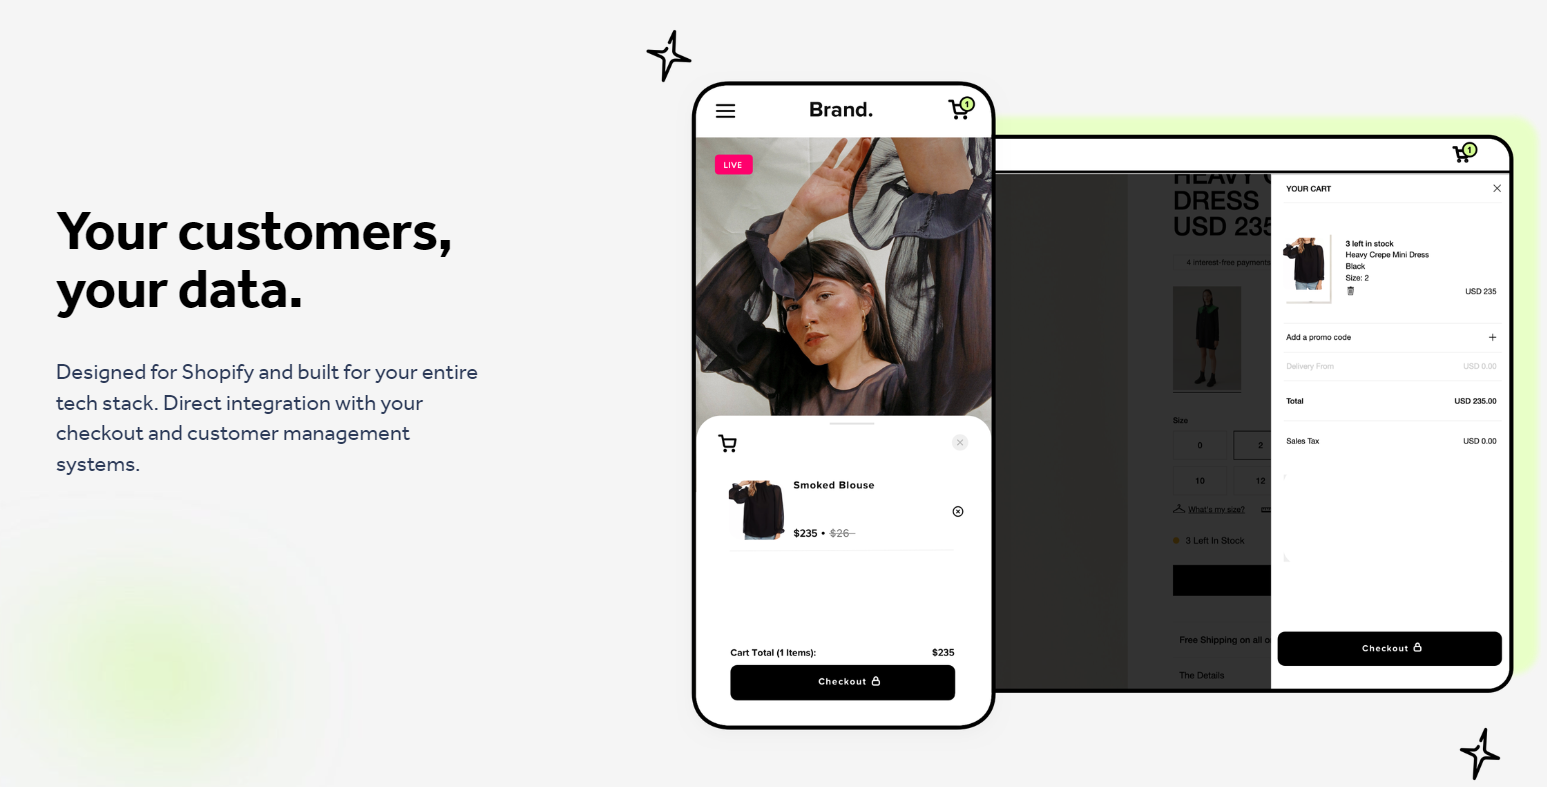 Your customers,
your data.
Designed for Shopify and built for your entire
tech stack. Direct integration with your
checkout and customer management
systems.
Brand.
1
LIVE
Smoked Blouse
$235 • $26
Cart Total (1 Items):
$235
Checkout
1
DRESS
USD 235
4 interest-free payments
Size
0
2
10
12
What's my size?
3 Left In Stock
Free Shipping on all o
The Details
YOUR CART
3 left in stock
Heavy Crepe Mini Dress
Black
Size: 2
USD 235
Add a promo code
Delivery From
USD 0.00
Total
USD 235.00
Sales Tax
USD 0.00
Checkout